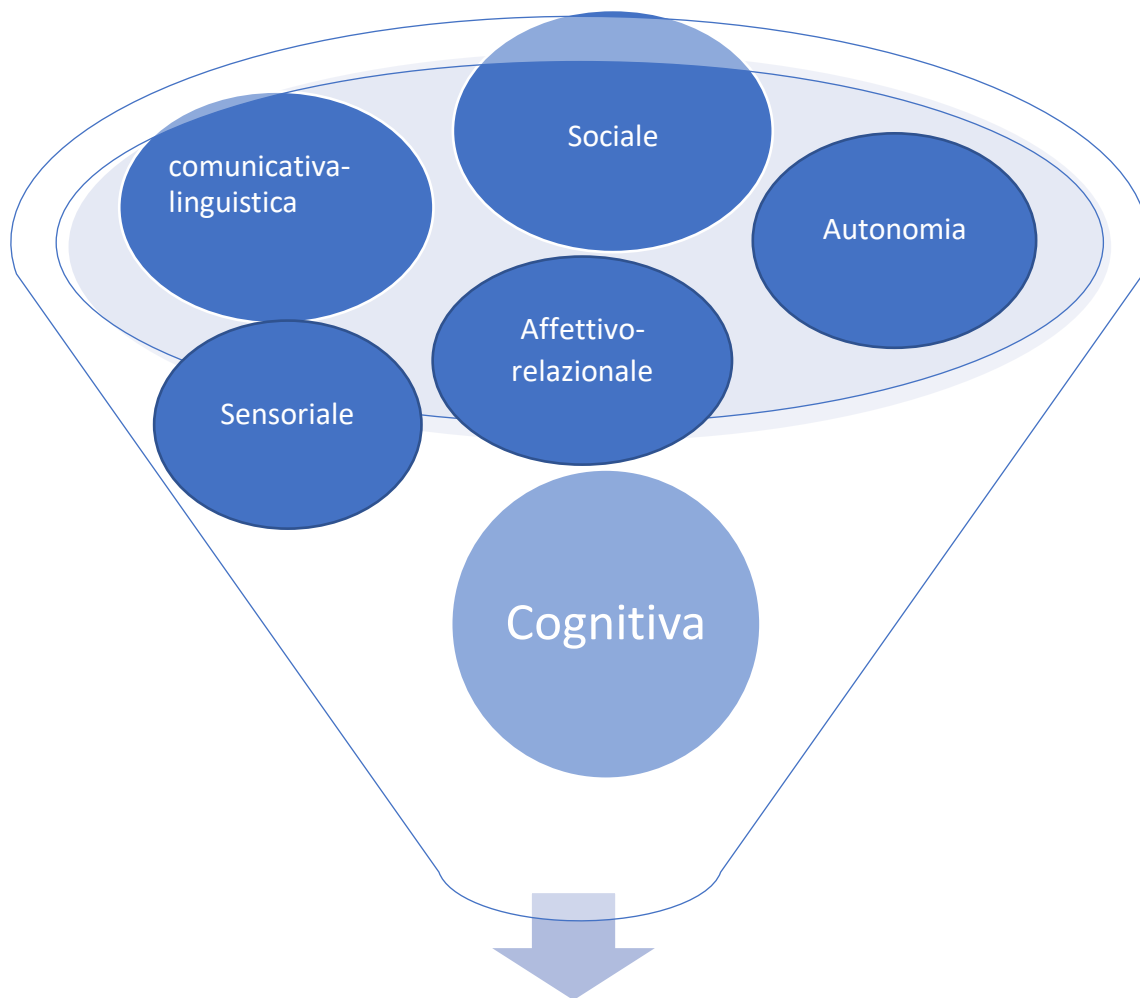 Sociale
comunicativa-
linguistica
Autonomia
Affettivo-
relazionale
Sensoriale
Cognitiva